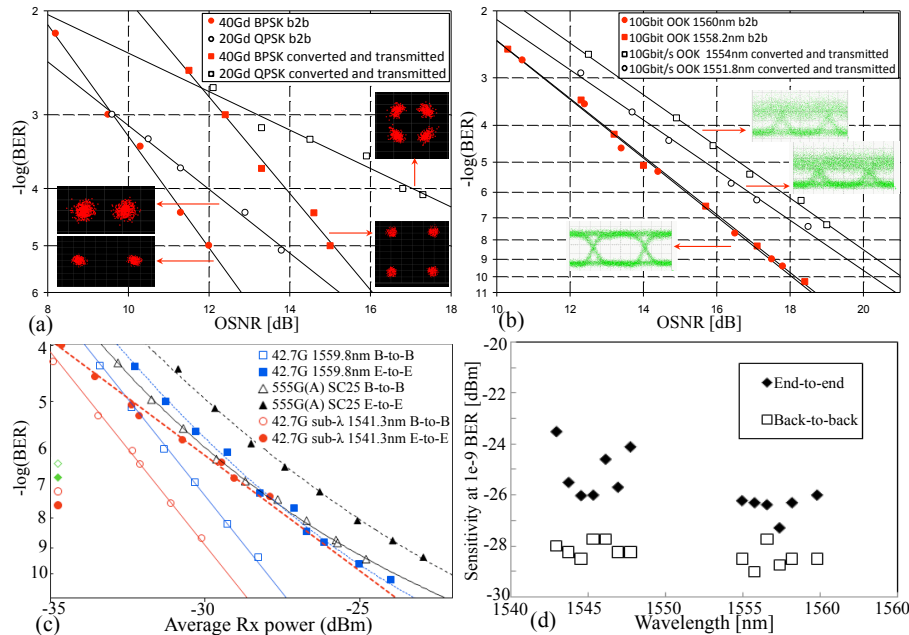 -2
3
4
5
6
-log(BER)
8
10
12
14
16
18
OSNR [dB]
(a)
40Gd BPSK b2b
20Gd QPSK b2b
40Gd BPSK converted and transmitted
20Gd QPSK converted and transmitted
-2
3
4
5
6
7
8
9
10
11
-log(BER)
10
12
14
16
18
20
OSNR [dB]
(b)
10Gbit OOK 1560nm b2b
10Gbit OOK 1558.2nm b2b
10Gbit/s OOK 1554nm converted and transmitted
10Gbit/s OOK 1551.8nm converted and transmitted
4
5
6
7
8
9
10
-log(BER)
-35
-30
-25
-20
Average Rx power (dBm)
(c)
42.7G 1559.8nm B-to-B
42.7G 1559.8nm E-to-E
555G(A) SC25 B-to-B
555G(A) SC25 E-to-E
42.7G sub-λ 1541.3nm B-to-B
42.7G sub-λ 1541.3nm E-to-E
-20
-22
-24
-26
-28
-30
Sensitivity at 1e-9 BER [dBm]
1540
1545
1550
1555
1560
Wavelength [nm]
(d)
End-to-end
Back-to-back